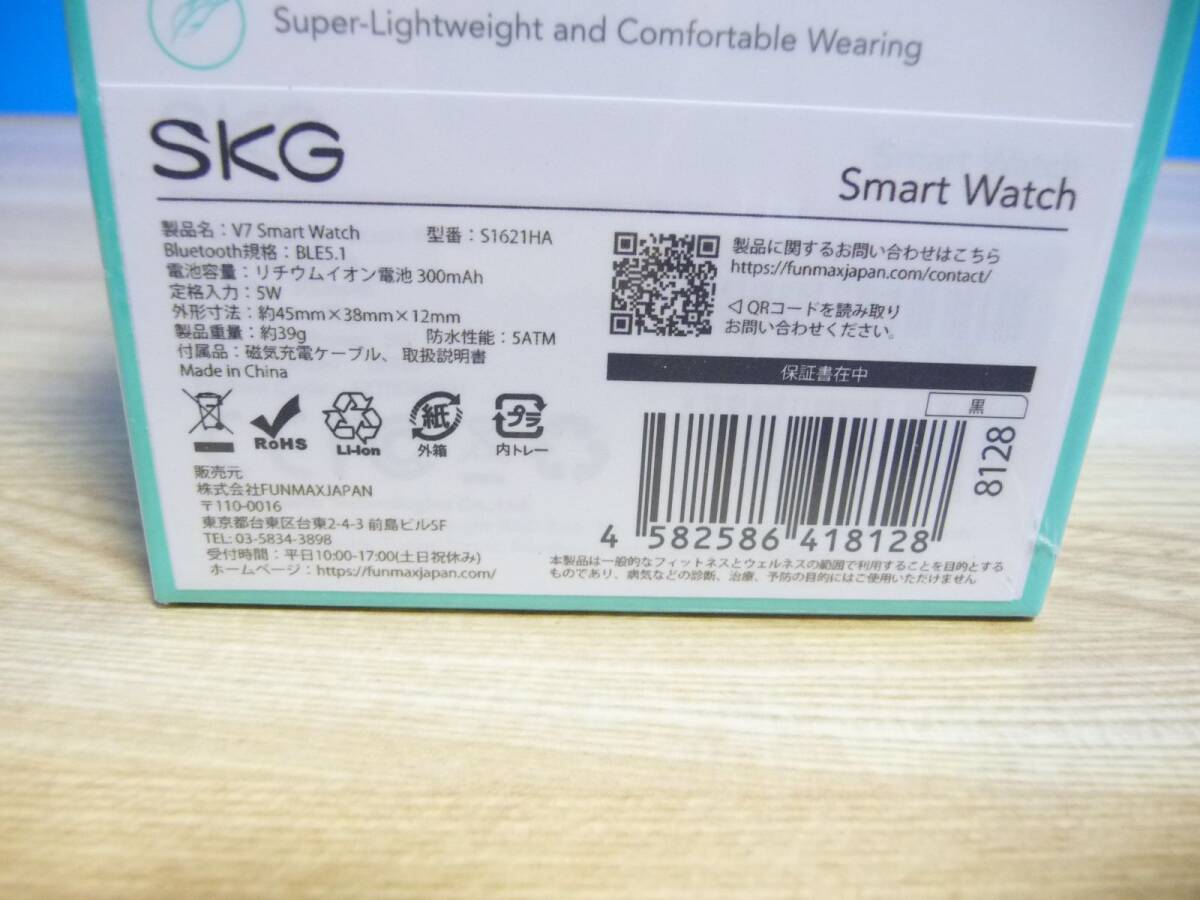 Super-Lightweight and Comfortable Wearing
SKG
Smart Watch
製品名：V7 Smart Watch 型番：S1621HA
Bluetooth規格：BLE5.1
電池容量：リチウムイオン電池 300mAh
定格入力：5W
外形寸法：約45mm×38mm×12mm
製品重量：約39g 防水性能：5ATM
付属品：磁気充電ケーブル、取扱説明書
Made in China
製品に関するお問い合わせはこちら
https://funmaxjapan.com/contact/
◁ QRコードを読み取り
お問い合わせください。
保証書在中
黒
RoHS
Li-Ion
紙
外箱
プラ
内トレー
販売元
株式会社FUNMAXJAPAN
〒110-0016
東京都台東区台東2-4-3 前島ビル5F
TEL: 03-5834-3898
受付時間：平日10:00-17:00(土日祝休み)
ホームページ：https://funmaxjapan.com/
8128
4 582586 418128
本製品は一般的なフィットネスとウェルネスの範囲で利用することを目的とする
ものであり、病気などの診断、治療、予防の目的にはご使用いただけません